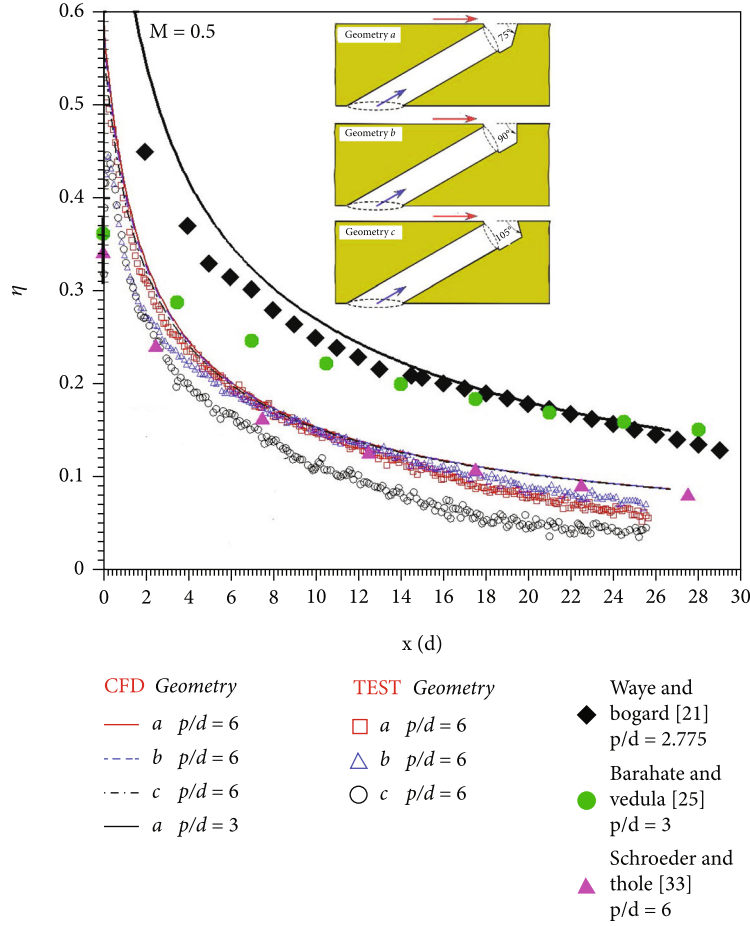 0.6
M = 0.5
Geometry a
75°
0.5
Geometry b
90°
0.4
Geometry c
105°
0.3
η
0.2
0.1
0
0 2 4 6 8 10 12 14 16 18 20 22 24 26 28 30
x (d)
CFD Geometry
a p/d = 6
b p/d = 6
c p/d = 6
a p/d = 3
TEST Geometry
a p/d = 6
b p/d = 6
c p/d = 6
Waye and
bogard [21]
p/d = 2.775
Barahate and
vedula [25]
p/d = 3
Schroeder and
thole [33]
p/d = 6